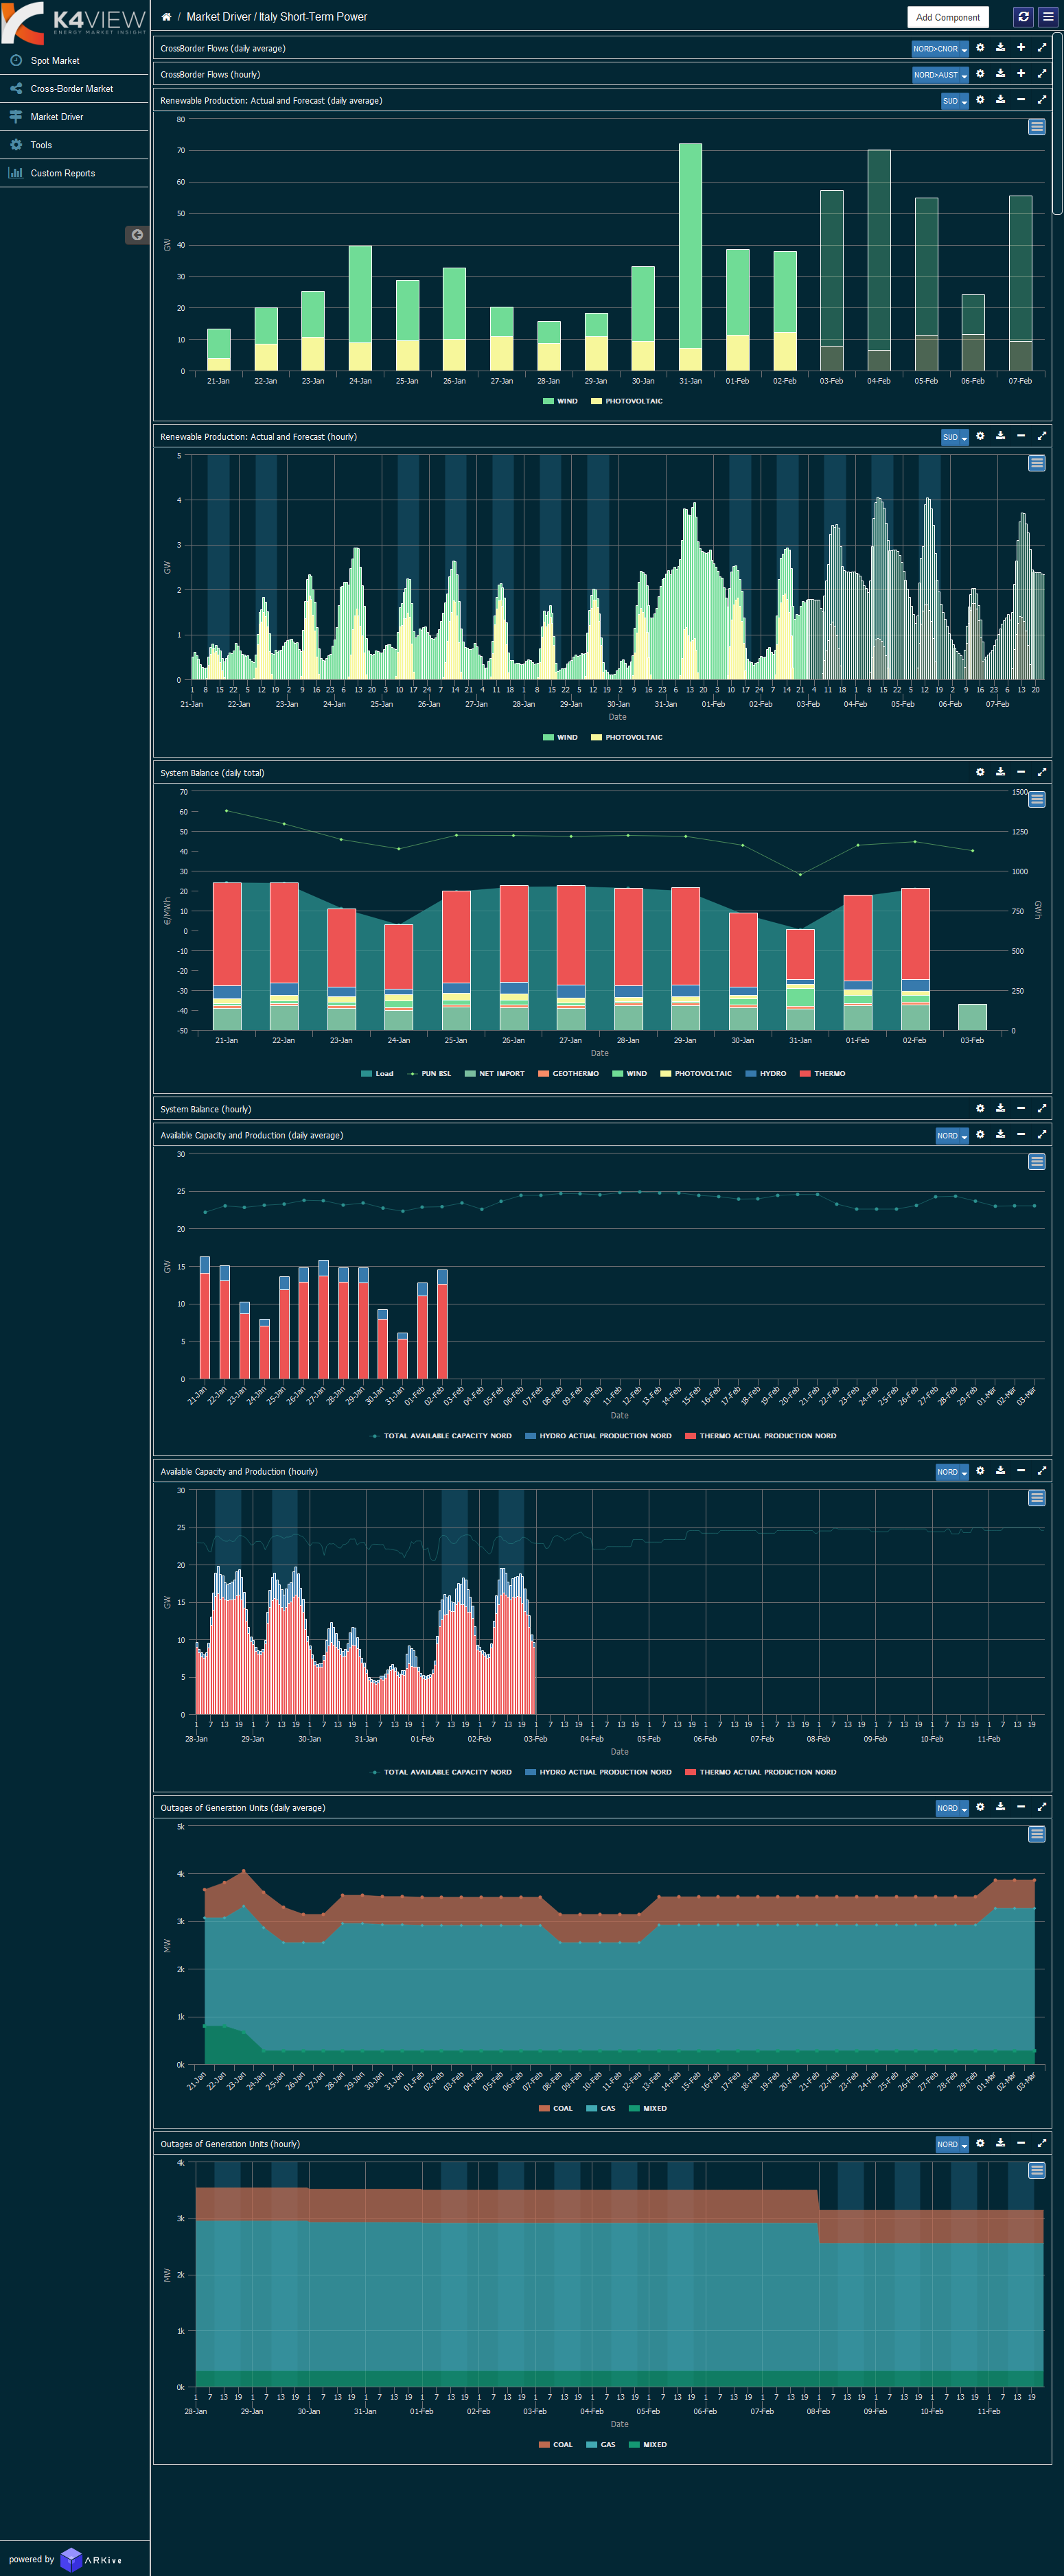 K4VIEW
ENERGY MARKET INSIGHT
Market Driver / Italy Short-Term Power
Add Component
Spot Market
Cross-Border Market
Market Driver
Tools
Custom Reports
CrossBorder Flows (daily average)
NORD>CNOR
CrossBorder Flows (hourly)
NORD>AUST
Renewable Production: Actual and Forecast (daily average)
SUD
80
70
60
50
40
30
20
10
0
GW
21-Jan 22-Jan 23-Jan 24-Jan 25-Jan 26-Jan 27-Jan 28-Jan 29-Jan 30-Jan 31-Jan 01-Feb 02-Feb 03-Feb 04-Feb 05-Feb 06-Feb 07-Feb
WIND PHOTOVOLTAIC
Renewable Production: Actual and Forecast (hourly)
SUD
5
4
3
2
1
0
GW
1 8 15 22 5 12 19 2 9 16 23 6 13 20 3 10 17 24 7 14 21 4 11 18 1 8 15 22 5 12 19 2 9 16 23 6 13 20 3 10 17 24 7 14 21 4 11 18 1 8 15 22 5 12 19 2 9 16 23 6 13 20
21-Jan 22-Jan 23-Jan 24-Jan 25-Jan 26-Jan 27-Jan 28-Jan 29-Jan 30-Jan 31-Jan 01-Feb 02-Feb 03-Feb 04-Feb 05-Feb 06-Feb 07-Feb
Date
WIND PHOTOVOLTAIC
System Balance (daily total)
70
60
50
40
30
20
10
0
-10
-20
-30
-40
-50
€/MWh
1500
1250
1000
750
500
250
0
GWh
21-Jan 22-Jan 23-Jan 24-Jan 25-Jan 26-Jan 27-Jan 28-Jan 29-Jan 30-Jan 31-Jan 01-Feb 02-Feb 03-Feb
Date
Load PUN BSL NET IMPORT GEOTHERMO WIND PHOTOVOLTAIC HYDRO THERMO
System Balance (hourly)
Available Capacity and Production (daily average)
NORD
30
25
20
15
10
5
0
GW
21-Jan 22-Jan 23-Jan 24-Jan 25-Jan 26-Jan 27-Jan 28-Jan 29-Jan 30-Jan 31-Jan 01-Feb 02-Feb 03-Feb 04-Feb 05-Feb 06-Feb 07-Feb 08-Feb 09-Feb 10-Feb 11-Feb 12-Feb 13-Feb 14-Feb 15-Feb 16-Feb 17-Feb 18-Feb 19-Feb 20-Feb 21-Feb 22-Feb 23-Feb 24-Feb 25-Feb 26-Feb 27-Feb 28-Feb 29-Feb 01-Mar 02-Mar 03-Mar
Date
TOTAL AVAILABLE CAPACITY NORD HYDRO ACTUAL PRODUCTION NORD THERMO ACTUAL PRODUCTION NORD
Available Capacity and Production (hourly)
NORD
30
25
20
15
10
5
0
GW
1 7 13 19 1 7 13 19 1 7 13 19 1 7 13 19 1 7 13 19 1 7 13 19 1 7 13 19 1 7 13 19 1 7 13 19 1 7 13 19 1 7 13 19 1 7 13 19 1 7 13 19 1 7 13 19 1 7 13 19
28-Jan 29-Jan 30-Jan 31-Jan 01-Feb 02-Feb 03-Feb 04-Feb 05-Feb 06-Feb 07-Feb 08-Feb 09-Feb 10-Feb 11-Feb
Date
TOTAL AVAILABLE CAPACITY NORD HYDRO ACTUAL PRODUCTION NORD THERMO ACTUAL PRODUCTION NORD
Outages of Generation Units (daily average)
NORD
5k
4k
3k
2k
1k
0k
MW
21-Jan 22-Jan 23-Jan 24-Jan 25-Jan 26-Jan 27-Jan 28-Jan 29-Jan 30-Jan 31-Jan 01-Feb 02-Feb 03-Feb 04-Feb 05-Feb 06-Feb 07-Feb 08-Feb 09-Feb 10-Feb 11-Feb 12-Feb 13-Feb 14-Feb 15-Feb 16-Feb 17-Feb 18-Feb 19-Feb 20-Feb 21-Feb 22-Feb 23-Feb 24-Feb 25-Feb 26-Feb 27-Feb 28-Feb 29-Feb 01-Mar 02-Mar 03-Mar
COAL GAS MIXED
Outages of Generation Units (hourly)
NORD
4k
3k
2k
1k
0k
MW
1 7 13 19 1 7 13 19 1 7 13 19 1 7 13 19 1 7 13 19 1 7 13 19 1 7 13 19 1 7 13 19 1 7 13 19 1 7 13 19 1 7 13 19 1 7 13 19 1 7 13 19 1 7 13 19 1 7 13 19
28-Jan 29-Jan 30-Jan 31-Jan 01-Feb 02-Feb 03-Feb 04-Feb 05-Feb 06-Feb 07-Feb 08-Feb 09-Feb 10-Feb 11-Feb
Date
COAL GAS MIXED
powered by ARKive